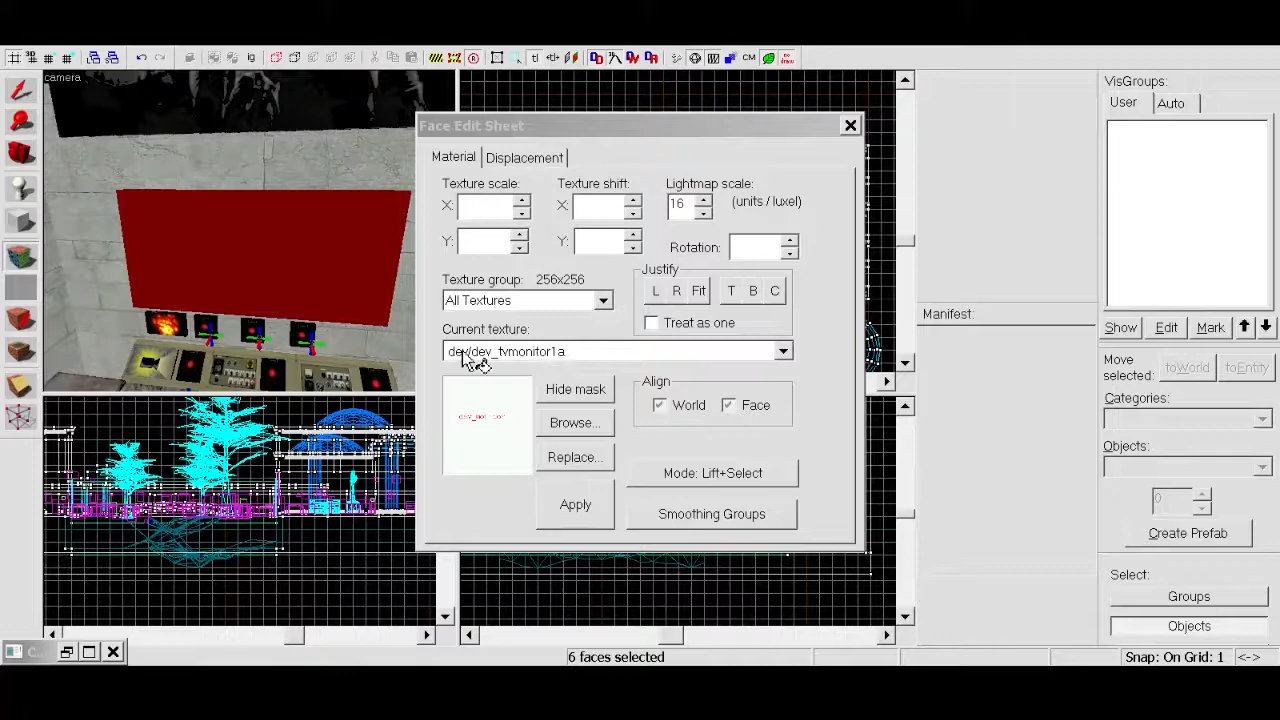 camera
CM
VisGroups:
User
Auto
Face Edit Sheet
Material
Displacement
Texture scale:
Texture shift:
Lightmap scale:
X:
X:
16
(units / luxel)
Y:
Y:
Rotation:
Texture group:
256x256
Justify
All Textures
L
R
Fit
T
B
C
Treat as one
Current texture:
dev/dev_tvmonitor1a
Align
World
Face
Hide mask
dev_monitor
Browse...
Replace...
Apply
Mode: Lift+Select
Smoothing Groups
Manifest:
Show
Edit
Mark
Move selected:
toWorld
toEntity
Categories:
Objects:
0
Create Prefab
Select:
Groups
Objects
C...
6 faces selected
Snap: On Grid: 1
<->